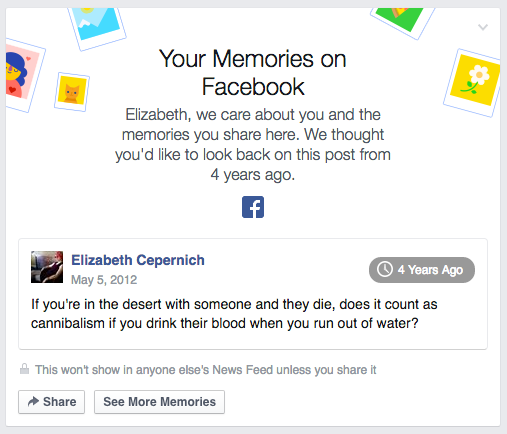 Your Memories on
Facebook
Elizabeth, we care about you and the
memories you share here. We thought
you'd like to look back on this post from
4 years ago.
Elizabeth Cepernich
May 5, 2012
4 Years Ago
If you're in the desert with someone and they die, does it count as
cannibalism if you drink their blood when you run out of water?
This won't show in anyone else's News Feed unless you share it
Share
See More Memories